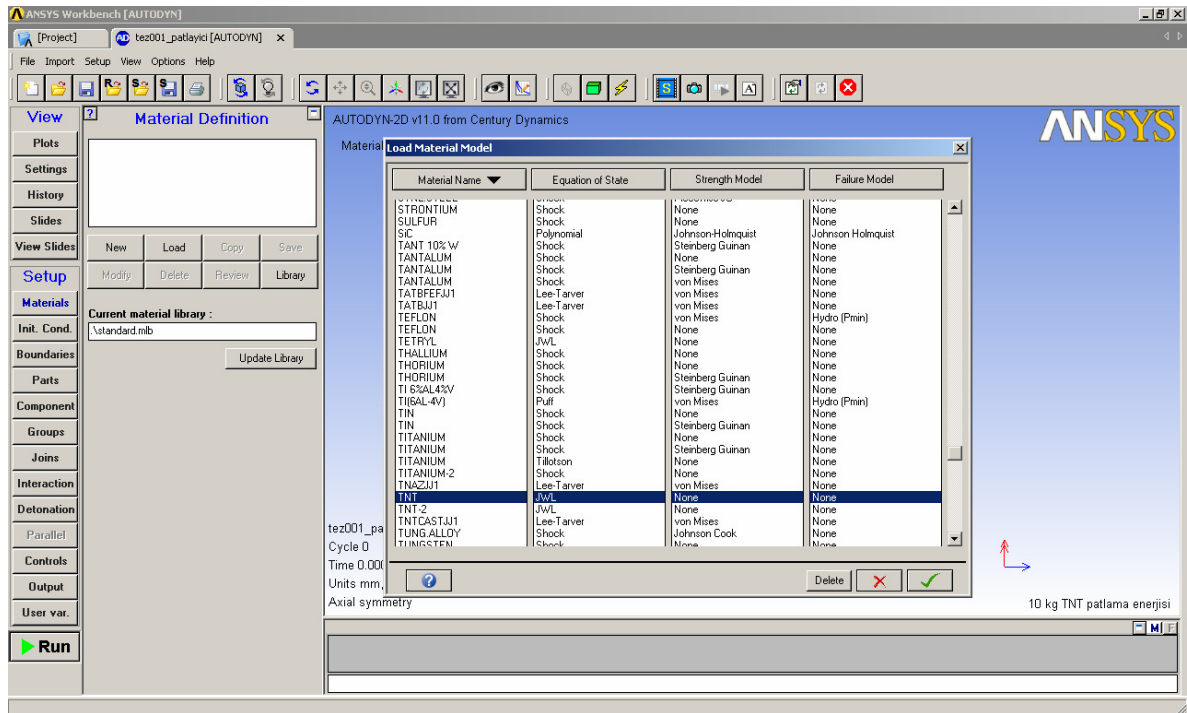 ANSYS Workbench [AUTODYN]
[Project] AD tez001_patlayici [AUTODYN] ×
File Import Setup View Options Help
View
Plots
Settings
History
Slides
View Slides
Setup
Materials
Init. Cond.
Boundaries
Parts
Component
Groups
Joins
Interaction
Detonation
Parallel
Controls
Output
User var.
Run
? Material Definition
New Load Copy Save
Modify Delete Review Library
Current material library :
.\standard.mlb
Update Library
AUTODYN-2D v11.0 from Century Dynamics
ANSYS
Material
Load Material Model
Material Name Equation of State Strength Model Failure Model
STRONTIUM Shock None None
SULFUR Shock None None
SiC Polynomial Johnson-Holmquist Johnson Holmquist
TANT 10% W Shock Steinberg Guinan None
TANTALUM Shock None None
TANTALUM Shock Steinberg Guinan None
TANTALUM Shock von Mises None
TATBFEFJJ1 Lee-Tarver von Mises None
TATBJJ1 Lee-Tarver von Mises None
TEFLON Shock von Mises Hydro (Pmin)
TEFLON Shock None None
TETRYL JWL None None
THALLIUM Shock None None
THORIUM Shock None None
THORIUM Shock Steinberg Guinan None
TI 6%AL4%V Shock Steinberg Guinan None
TI(6AL-4V) Puff von Mises Hydro (Pmin)
TIN Shock None None
TIN Shock Steinberg Guinan None
TITANIUM Shock None None
TITANIUM Shock Steinberg Guinan None
TITANIUM Tillotson None None
TITANIUM-2 Shock None None
TNAZJJ1 Lee-Tarver von Mises None
TNT JWL None None
TNT-2 JWL None None
TNTCASTJJ1 Lee-Tarver von Mises None
TUNG.ALLOY Shock Johnson Cook None
TUNGSTEN Shock None None
? Delete
tez001_pa
Cycle 0
Time 0.000
Units mm,
Axial symmetry
10 kg TNT patlama enerjisi
M F